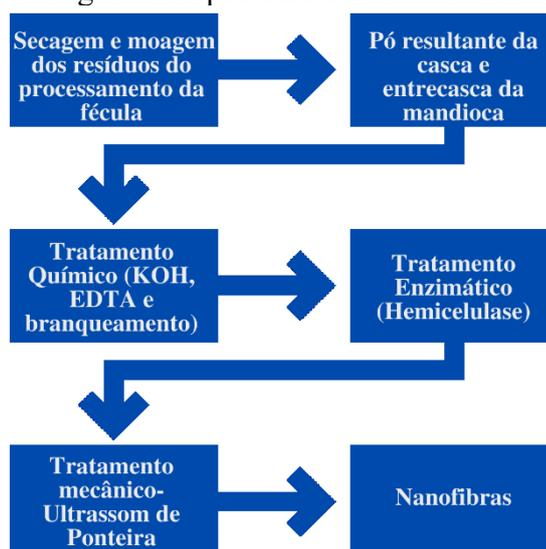 Secagem e moagem
dos resíduos do
processamento da
fécula
Pó resultante da
casca e
entrecasca da
mandioca
Tratamento
Químico (KOH,
EDTA e
branqueamento)
Tratamento
Enzimático
(Hemicelulase)
Tratamento
mecânico-
Ultrassom de
Ponteira
Nanofibras